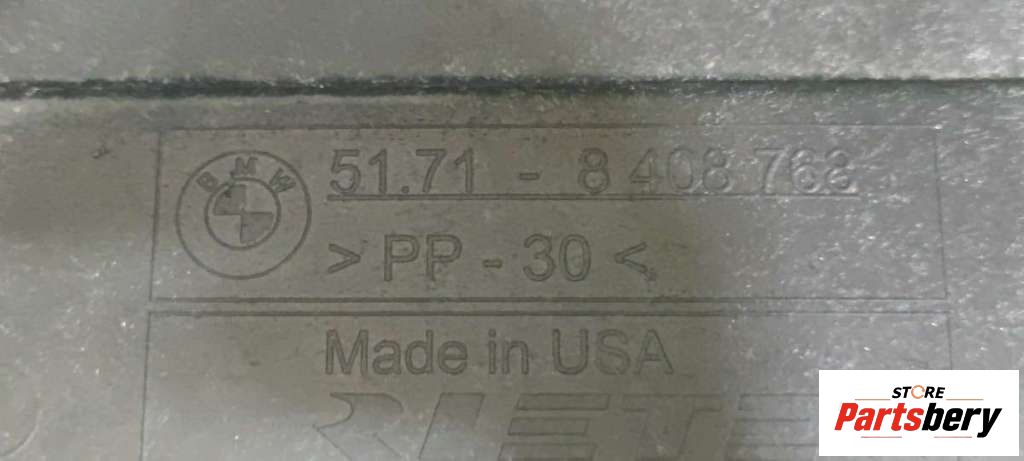 BMW
51.71 - 8 408 768
> PP - 30 <
Made in USA
STORE
Partsbery